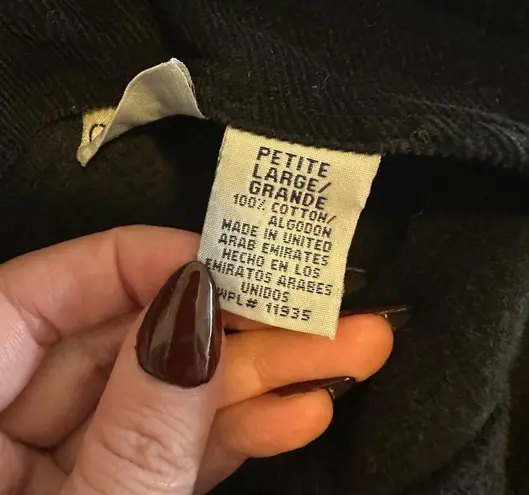 PETITE
LARGE/
GRANDE
100% COTTON/
ALGODON
MADE IN UNITED
ARAB EMIRATES
HECHO EN LOS
EMIRATOS ARABES
UNIDOS
WPL# 11935